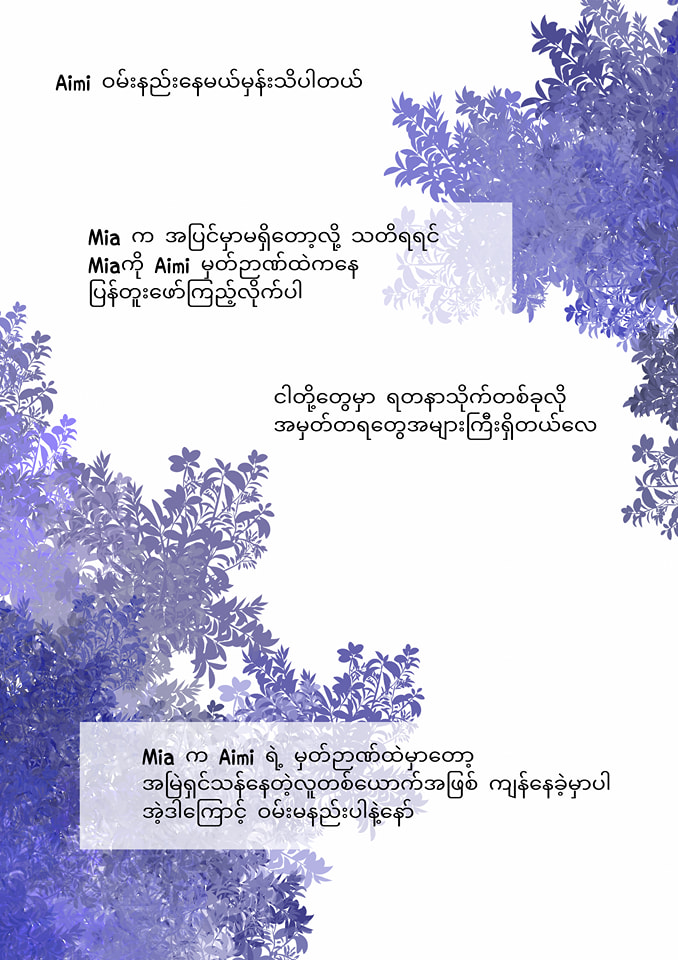 Aimi ဝမ်းနည်းနေမယ်မှန်းသိပါတယ်
Mia က အပြင်မှာမရှိတော့လို့ သတိရရင်
Miaကို Aimi မှတ်ဉာဏ်ထဲကနေ
ပြန်တူးဖော်ကြည့်လိုက်ပါ
ငါတို့တွေမှာ ရတနာသိုက်တစ်ခုလို
အမှတ်တရတွေအများကြီးရှိတယ်လေ
Mia က Aimi ရဲ့ မှတ်ဉာဏ်ထဲမှာတော့
အမြဲရှင်သန်နေတဲ့လူတစ်ယောက်အဖြစ် ကျန်နေခဲ့မှာပါ
အဲ့ဒါကြောင့် ဝမ်းမနည်းပါနဲ့နော်